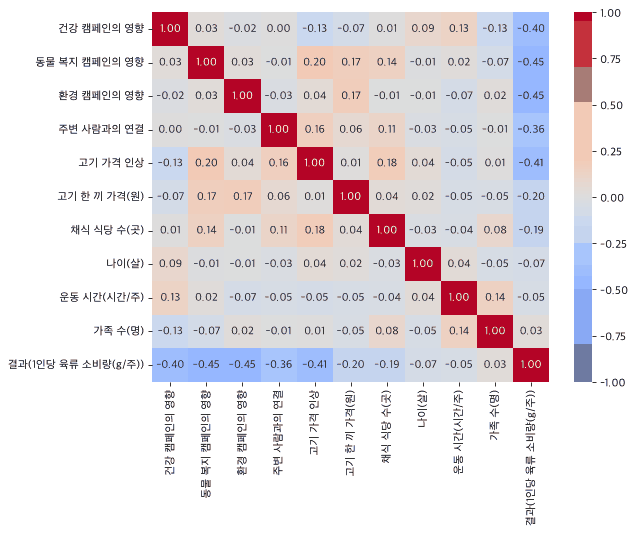 건강 캠페인의 영향 1.00 0.03 -0.02 0.00 -0.13 -0.07 0.01 0.09 0.13 -0.13 -0.40
동물 복지 캠페인의 영향 0.03 1.00 0.03 -0.01 0.20 0.17 0.14 -0.01 0.02 -0.07 -0.45
환경 캠페인의 영향 -0.02 0.03 1.00 -0.03 0.04 0.17 -0.01 -0.01 -0.07 0.02 -0.45
주변 사람과의 연결 0.00 -0.01 -0.03 1.00 0.16 0.06 0.11 -0.03 -0.05 -0.01 -0.36
고기 가격 인상 -0.13 0.20 0.04 0.16 1.00 0.01 0.18 0.04 -0.05 0.01 -0.41
고기 한 끼 가격(원) -0.07 0.17 0.17 0.06 0.01 1.00 0.04 0.02 -0.05 -0.05 -0.20
채식 식당 수(곳) 0.01 0.14 -0.01 0.11 0.18 0.04 1.00 -0.03 -0.04 0.08 -0.19
나이(살) 0.09 -0.01 -0.01 -0.03 0.04 0.02 -0.03 1.00 0.04 -0.05 -0.07
운동 시간(시간/주) 0.13 0.02 -0.07 -0.05 -0.05 -0.05 -0.04 0.04 1.00 0.14 -0.05
가족 수(명) -0.13 -0.07 0.02 -0.01 0.01 -0.05 0.08 -0.05 0.14 1.00 0.03
결과(1인당 육류 소비량(g/주)) -0.40 -0.45 -0.45 -0.36 -0.41 -0.20 -0.19 -0.07 -0.05 0.03 1.00
건강 캠페인의 영향
동물 복지 캠페인의 영향
환경 캠페인의 영향
주변 사람과의 연결
고기 가격 인상
고기 한 끼 가격(원)
채식 식당 수(곳)
나이(살)
운동 시간(시간/주)
가족 수(명)
결과(1인당 육류 소비량(g/주))
1.00
0.75
0.50
0.25
0.00
-0.25
-0.50
-0.75
-1.00